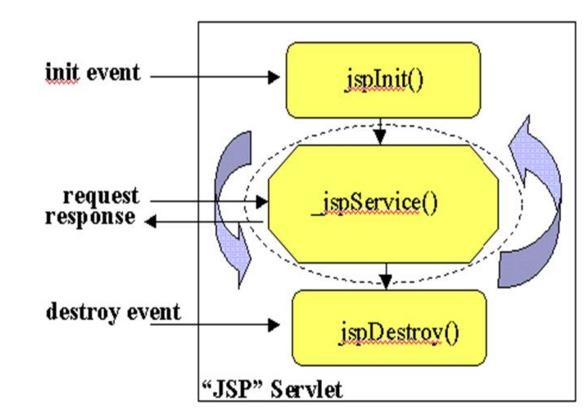 init event
jspInit()
request
_jspService()
response
destroy event
jspDestroy()
“JSP” Servlet